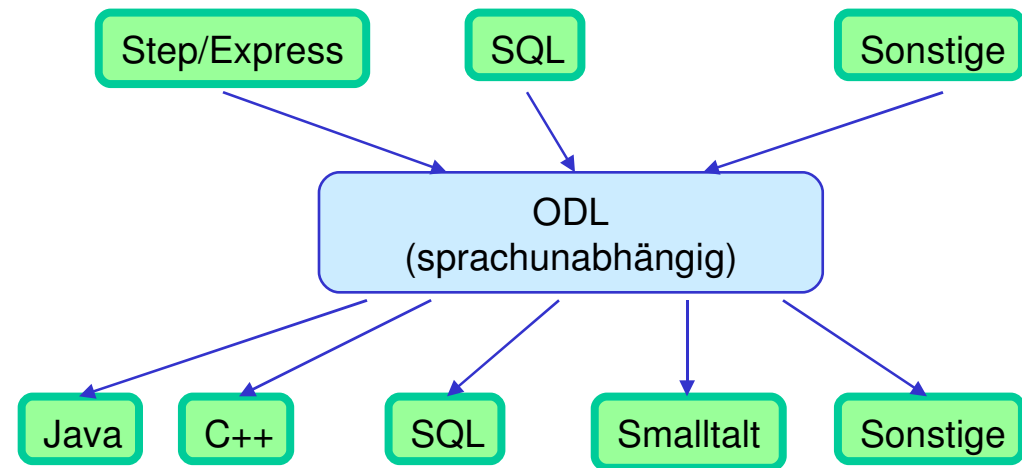 Step/Express
SQL
Sonstige
ODL
(sprachunabhängig)
Java
C++
SQL
Smalltalt
Sonstige